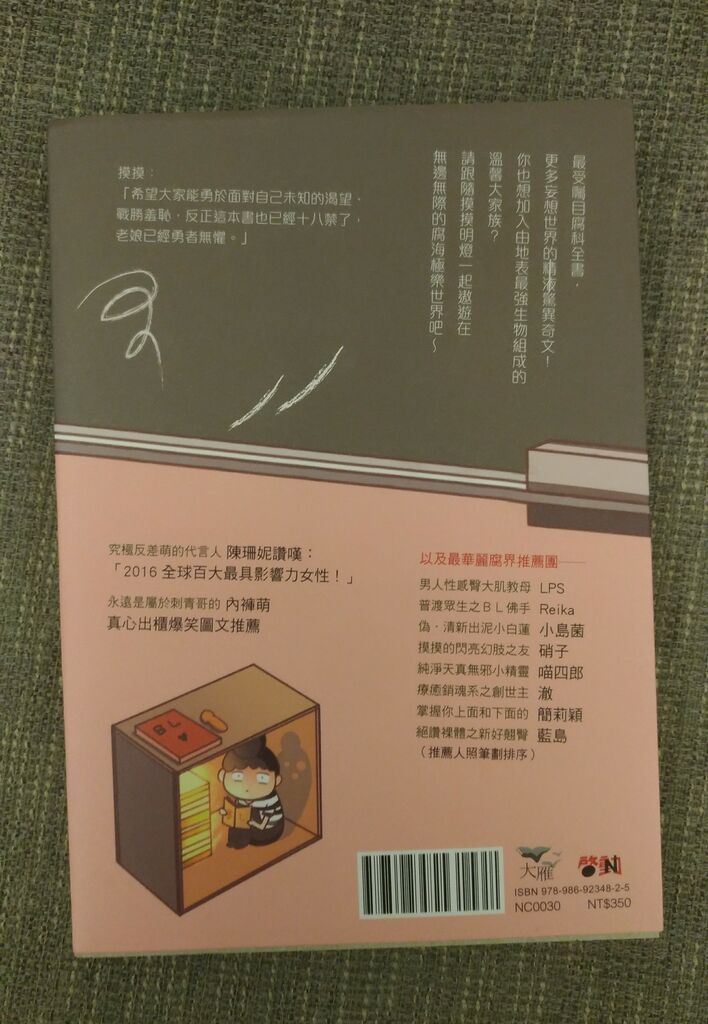 最受矚目腐科全書，
更多妄想世界的精液驚異奇文！
你也想加入由地表最強生物組成的
溫馨大家族？
請跟隨摸摸明燈一起遨遊在
無邊無際的腐海極樂世界吧～
摸摸：
「希望大家能勇於面對自己未知的渴望，
戰勝羞恥，反正這本書也已經十八禁了，
老娘已經勇者無懼。」
究極反差萌的代言人 陳珊妮讚嘆：
「2016 全球百大最具影響力女性！」
永遠是屬於刺青哥的 內褲萌
真心出櫃爆笑圖文推薦
以及最華麗腐界推薦團——
男人性感臀大肌教母 LPS
普渡眾生之ＢＬ佛手 Reika
偽．清新出泥小白蓮 小島菌
摸摸的閃亮幻肢之友 硝子
純淨天真無邪小精靈 喵四郎
療癒銷魂系之創世主 澈
掌握你上面和下面的 簡莉穎
絕讚裸體之新好翹臀 藍島
（推薦人照筆劃排序）
BL
大雁
啟動
ISBN 978-986-92348-2-5
NC0030 NT$350